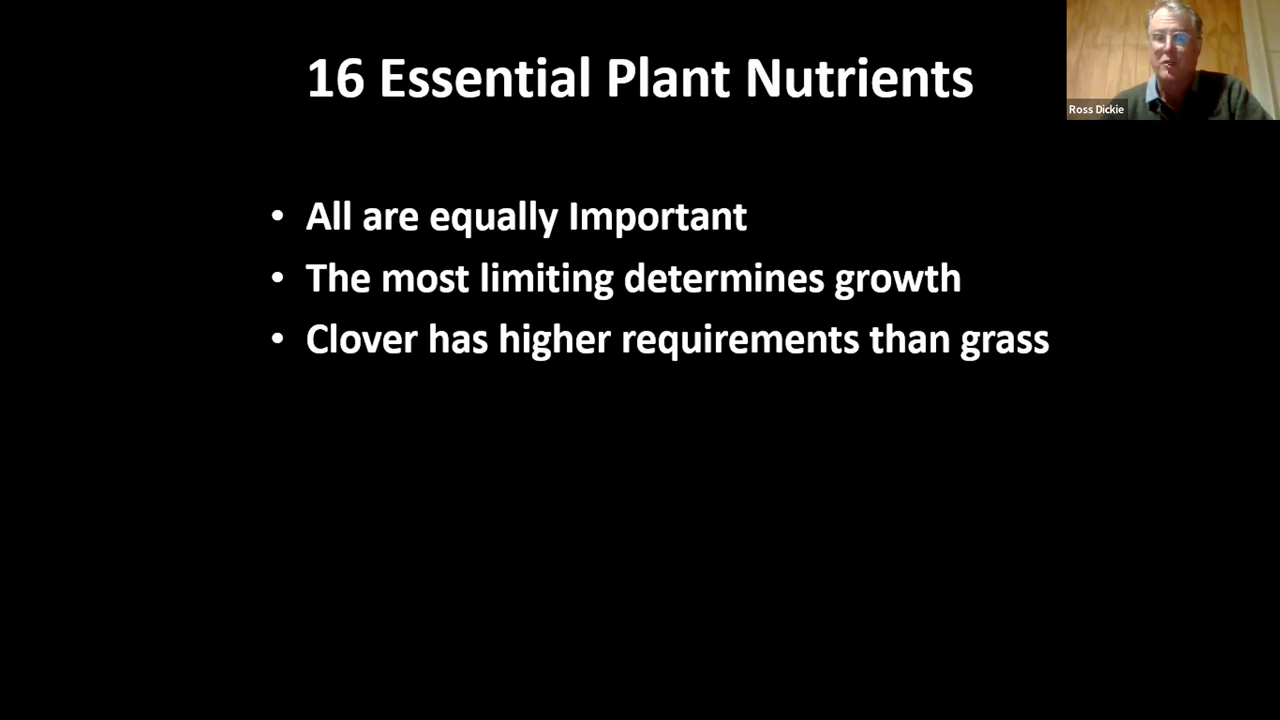 16 Essential Plant Nutrients
Ross Dickie
• All are equally Important
• The most limiting determines growth
• Clover has higher requirements than grass